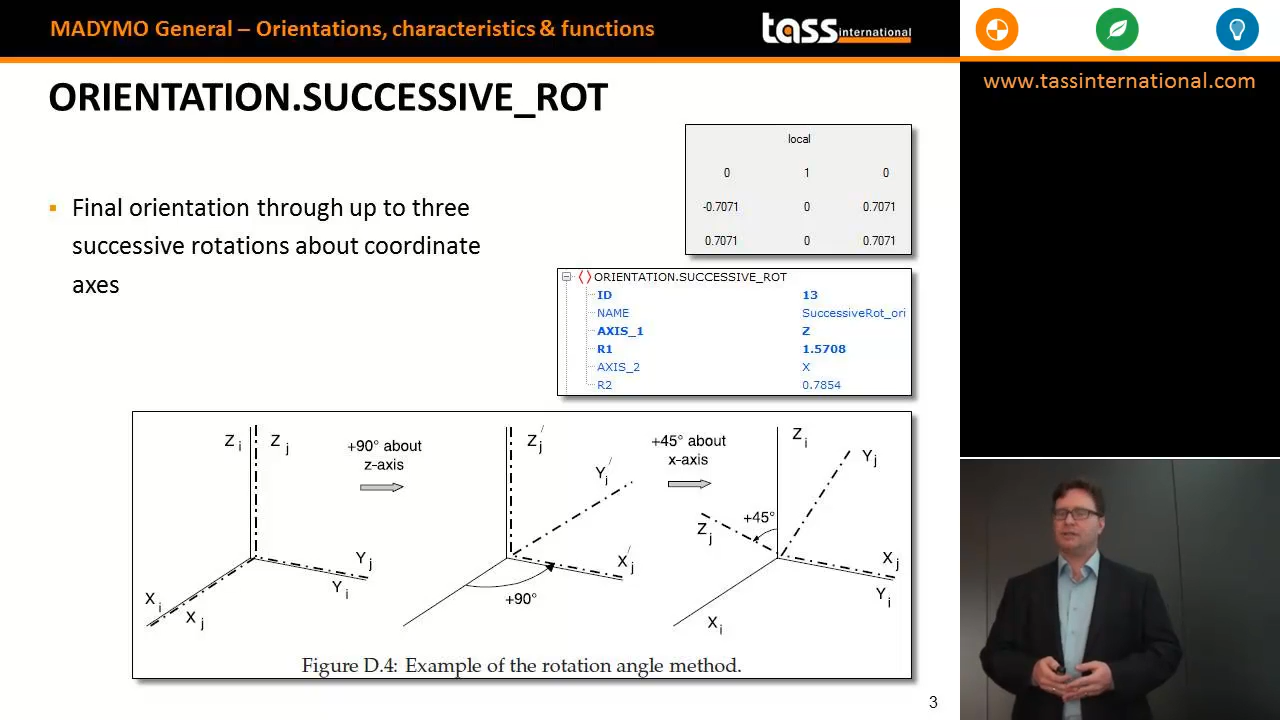 MADYMO General – Orientations, characteristics & functions
tass international
www.tassinternational.com
ORIENTATION.SUCCESSIVE_ROT
Final orientation through up to three
successive rotations about coordinate
axes
local
0 1 0
-0.7071 0 0.7071
0.7071 0 0.7071
ORIENTATION.SUCCESSIVE_ROT
ID 13
NAME SuccessiveRot_ori
AXIS_1 Z
R1 1.5708
AXIS_2 X
R2 0.7854
Z i Z j
X i
X j
Y j
Y i
+90° about
z-axis
Z j ′
Y j ′
X j ′
+90°
+45° about
x-axis
Z i
Y j
Z j
+45°
X j
Y i
X i
Figure D.4: Example of the rotation angle method.
3